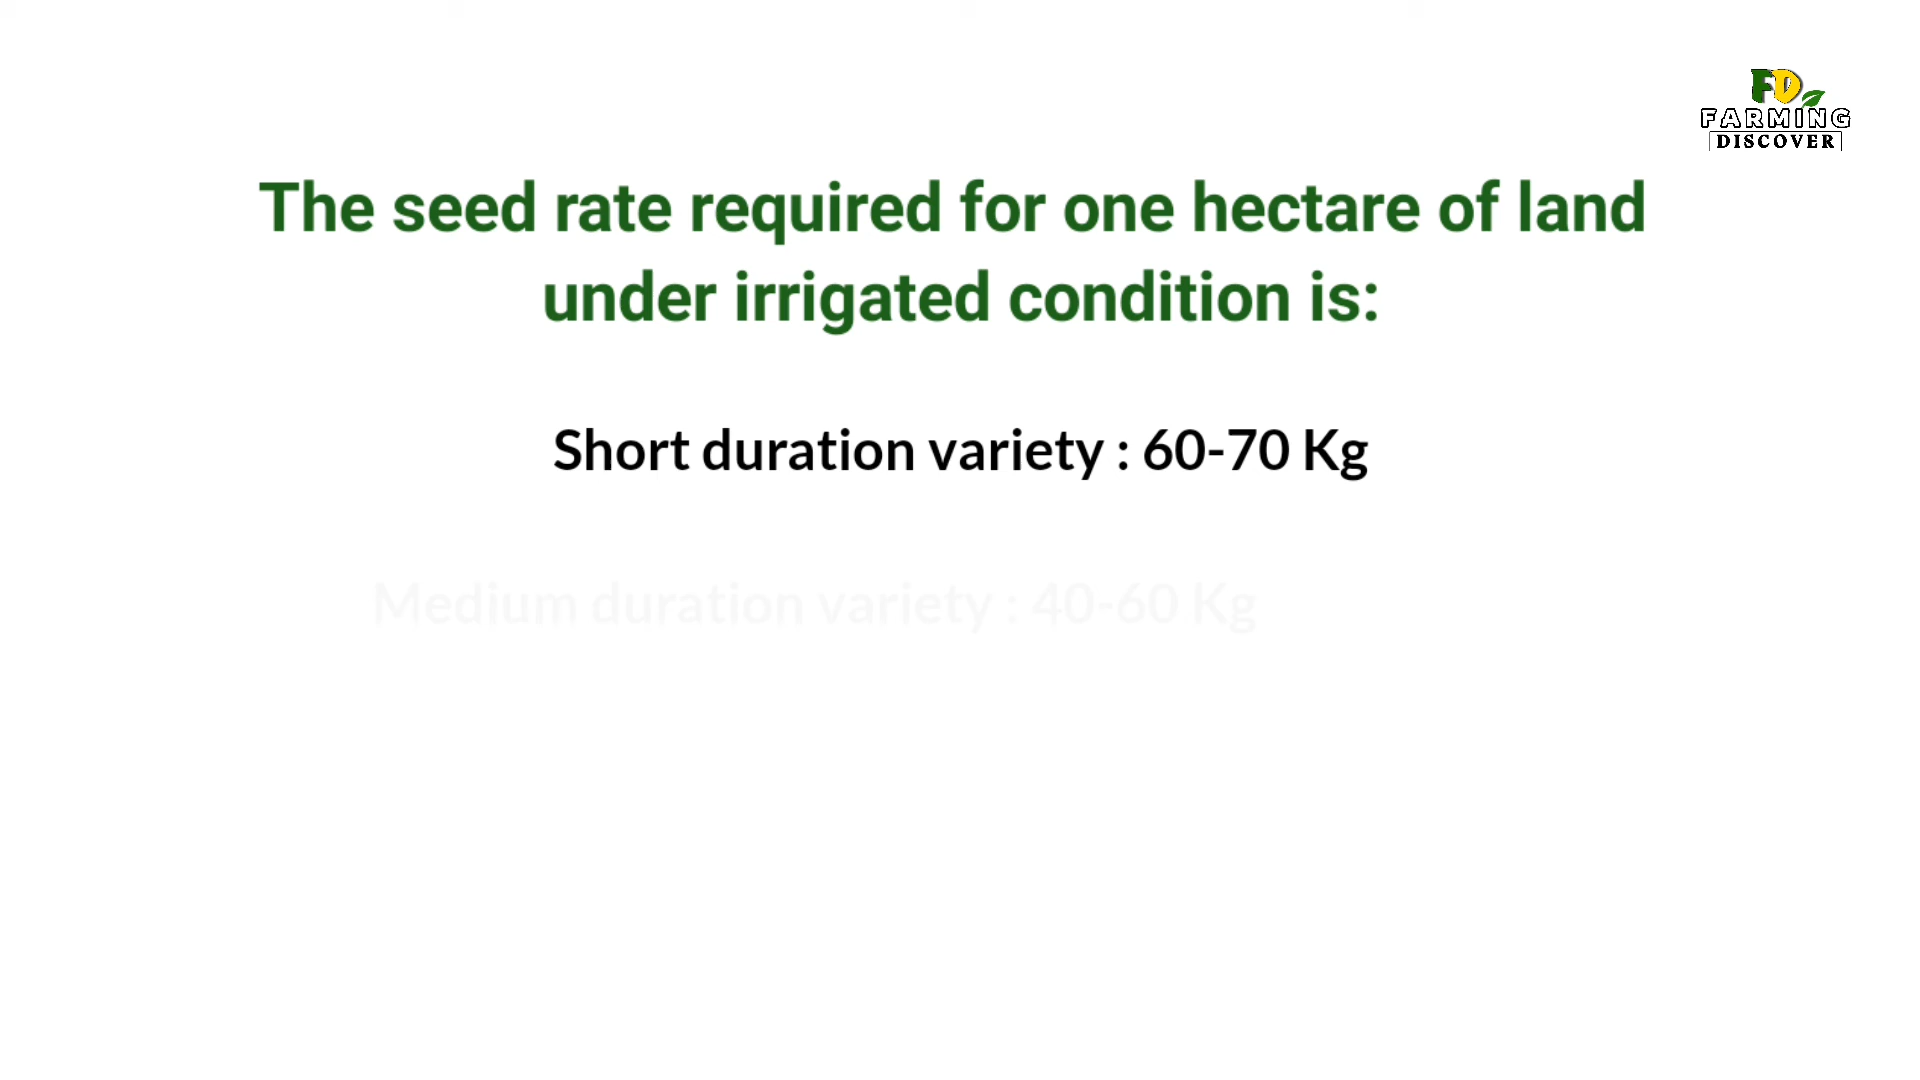 FD
FARMING
DISCOVER
The seed rate required for one hectare of land
under irrigated condition is:
Short duration variety : 60-70 Kg
Medium duration variety : 40-60 Kg